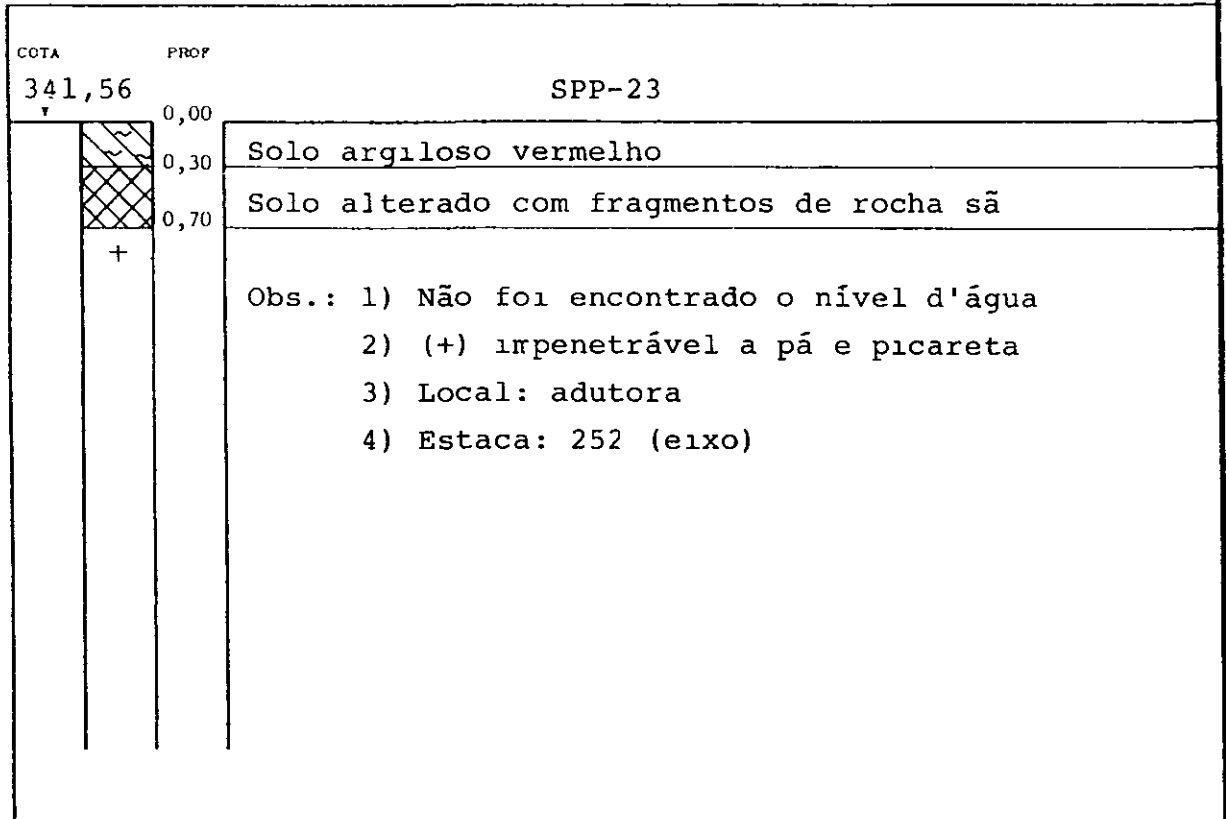 COTA PROF
341,56 SPP-23
0,00
Solo argiloso vermelho
0,30
Solo alterado com fragmentos de rocha sã
0,70
+
Obs.: 1) Não foi encontrado o nível d'água
2) (+) impenetrável a pá e picareta
3) Local: adutora
4) Estaca: 252 (eixo)